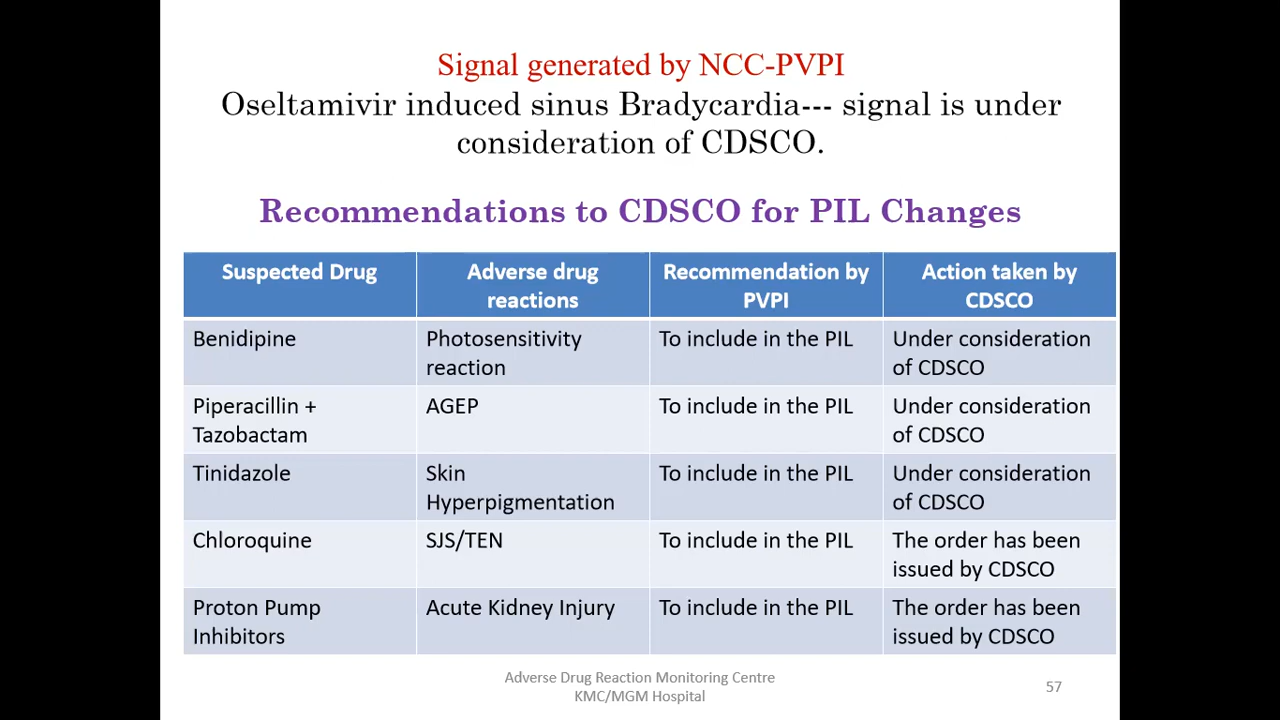 Signal generated by NCC-PVPI
Oseltamivir induced sinus Bradycardia--- signal is under
consideration of CDSCO.
Recommendations to CDSCO for PIL Changes
Suspected Drug
Adverse drug
reactions
Recommendation by
PVPI
Action taken by
CDSCO
Benidipine
Photosensitivity
reaction
To include in the PIL
Under consideration
of CDSCO
Piperacillin +
Tazobactam
AGEP
To include in the PIL
Under consideration
of CDSCO
Tinidazole
Skin
Hyperpigmentation
To include in the PIL
Under consideration
of CDSCO
Chloroquine
SJS/TEN
To include in the PIL
The order has been
issued by CDSCO
Proton Pump
Inhibitors
Acute Kidney Injury
To include in the PIL
The order has been
issued by CDSCO
Adverse Drug Reaction Monitoring Centre
KMC/MGM Hospital
57